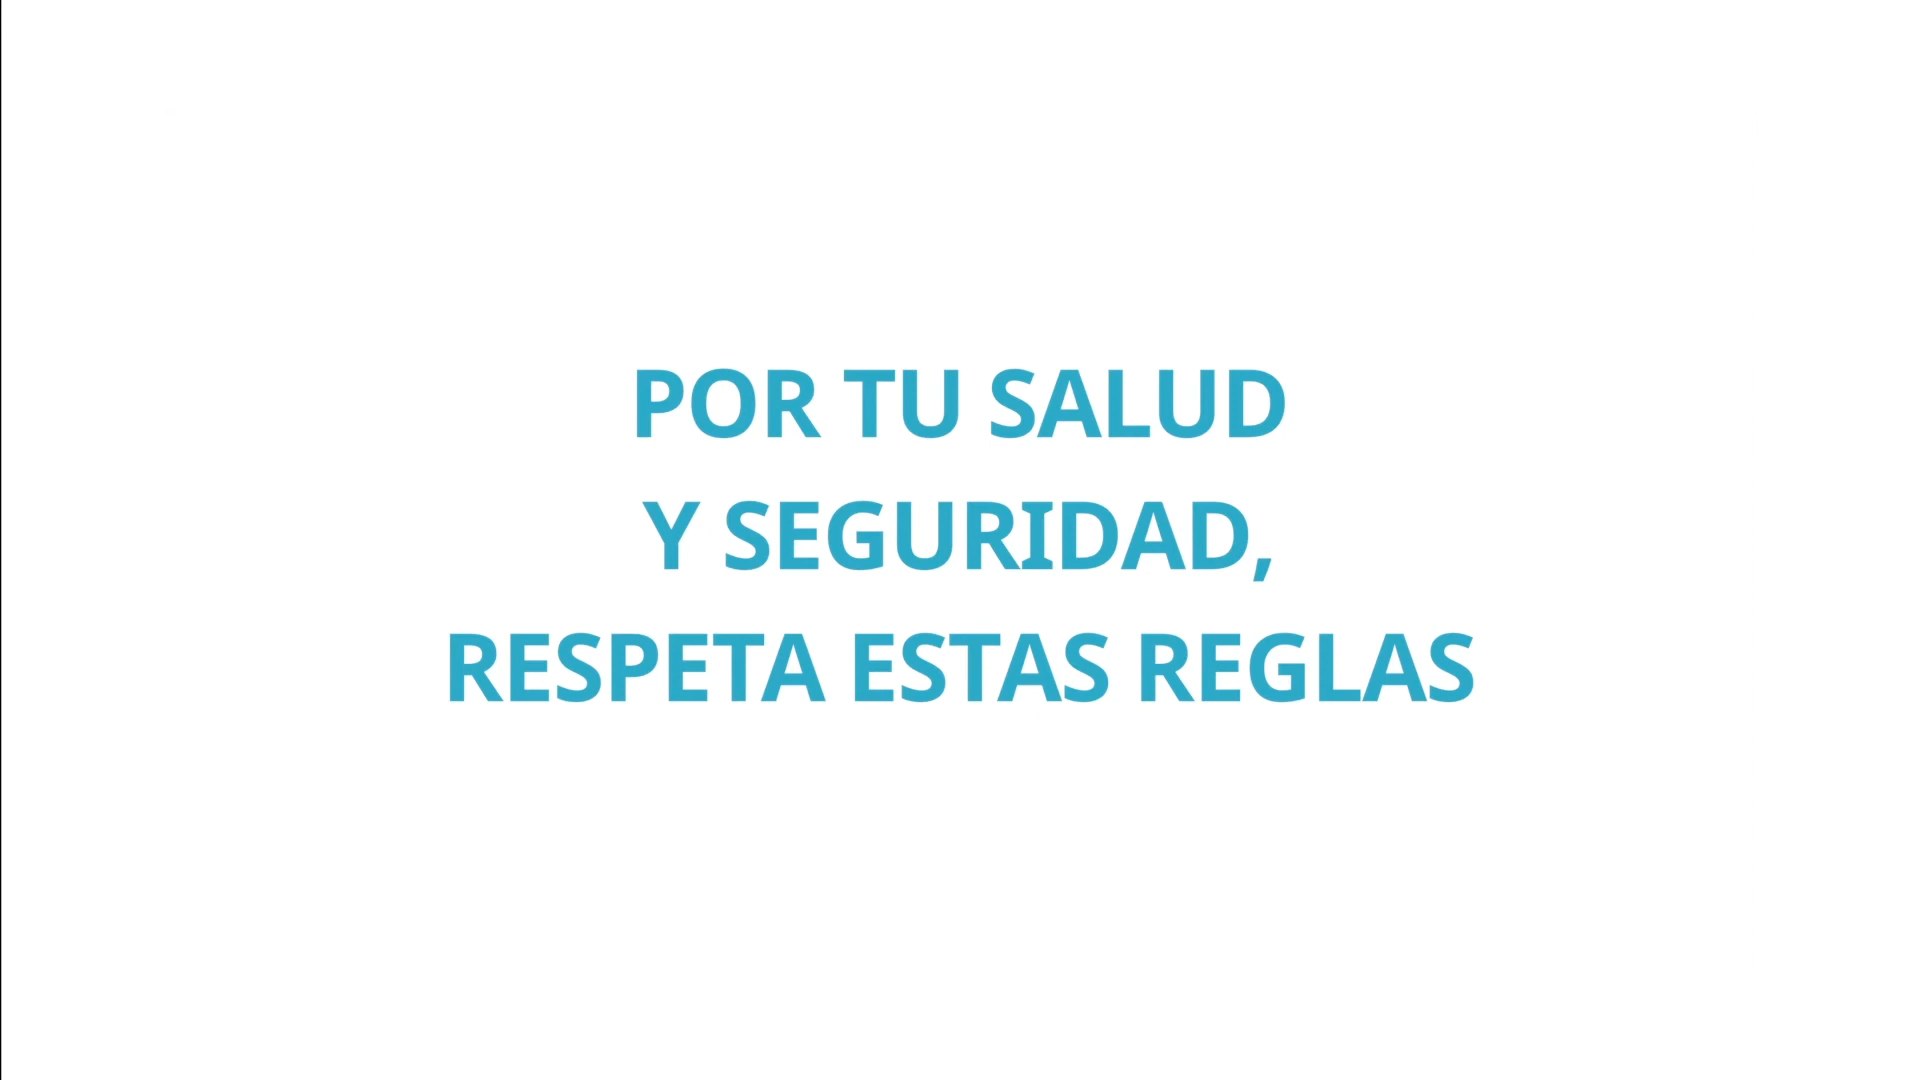 POR TU SALUD
Y SEGURIDAD,
RESPETA ESTAS REGLAS